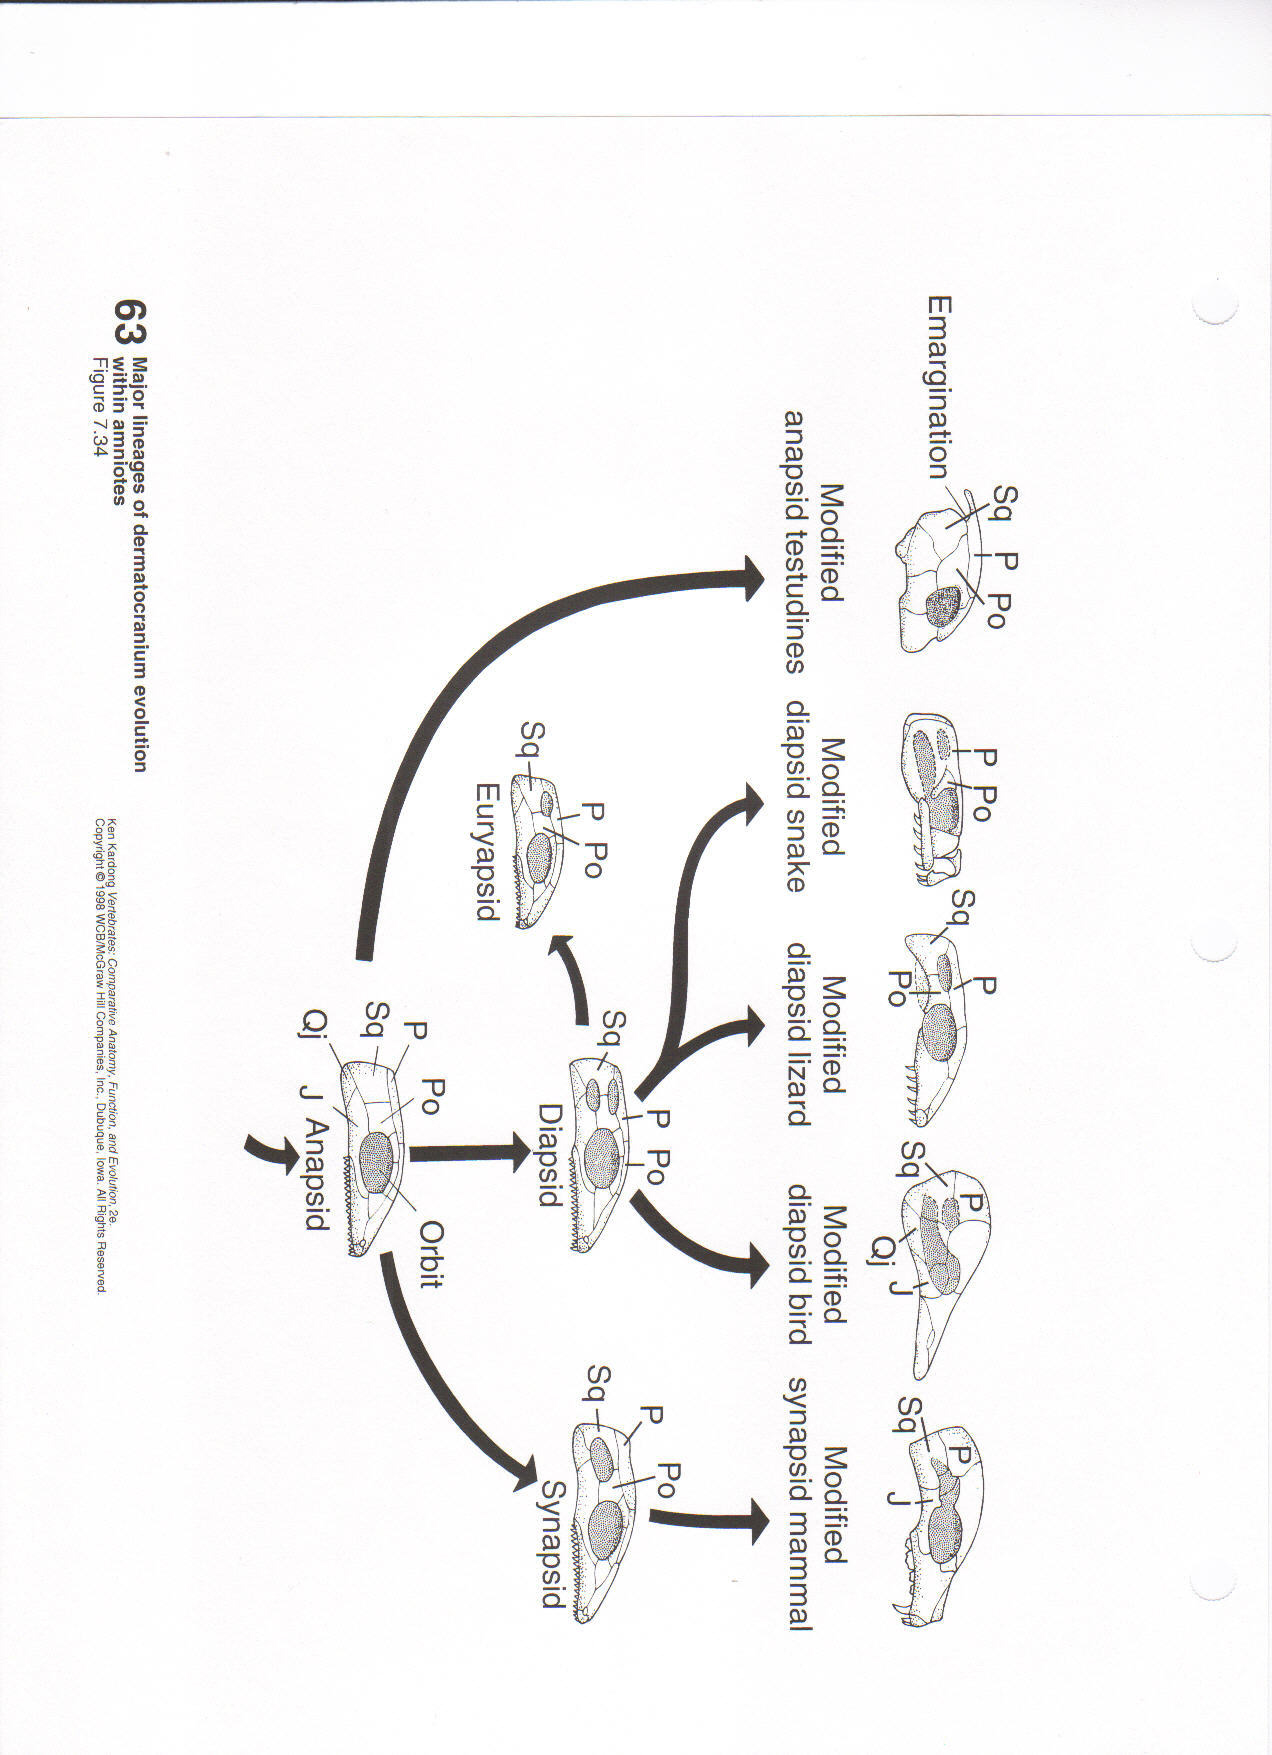 Sq P Po
Emargination
P Po
Sq P
Po
Sq P
Qj J
Sq P
J
Modified
anapsid testudines
Modified
diapsid snake
Modified
diapsid lizard
Modified
diapsid bird
Modified
synapsid mammal
Sq P Po
Euryapsid
Sq P Po
Diapsid
Sq P Po
Synapsid
P Po
Sq
Qj J
Orbit
Anapsid
63 Major lineages of dermatocranium evolution
within amniotes
Figure 7.34
Ken Kardong Vertebrates: Comparative Anatomy, Function, and Evolution, 2e.
Copyright © 1998 WCB/McGraw Hill Companies, Inc., Dubuque, Iowa. All Rights Reserved.